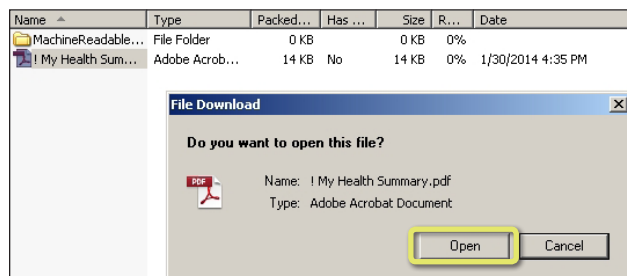 Name Type Packed... Has ... Size R... Date
MachineReadable... File Folder 0 KB 0 KB 0%
! My Health Sum... Adobe Acrob... 14 KB No 14 KB 0% 1/30/2014 4:35 PM
File Download
Do you want to open this file?
PDF
Name: ! My Health Summary.pdf
Type: Adobe Acrobat Document
Open Cancel